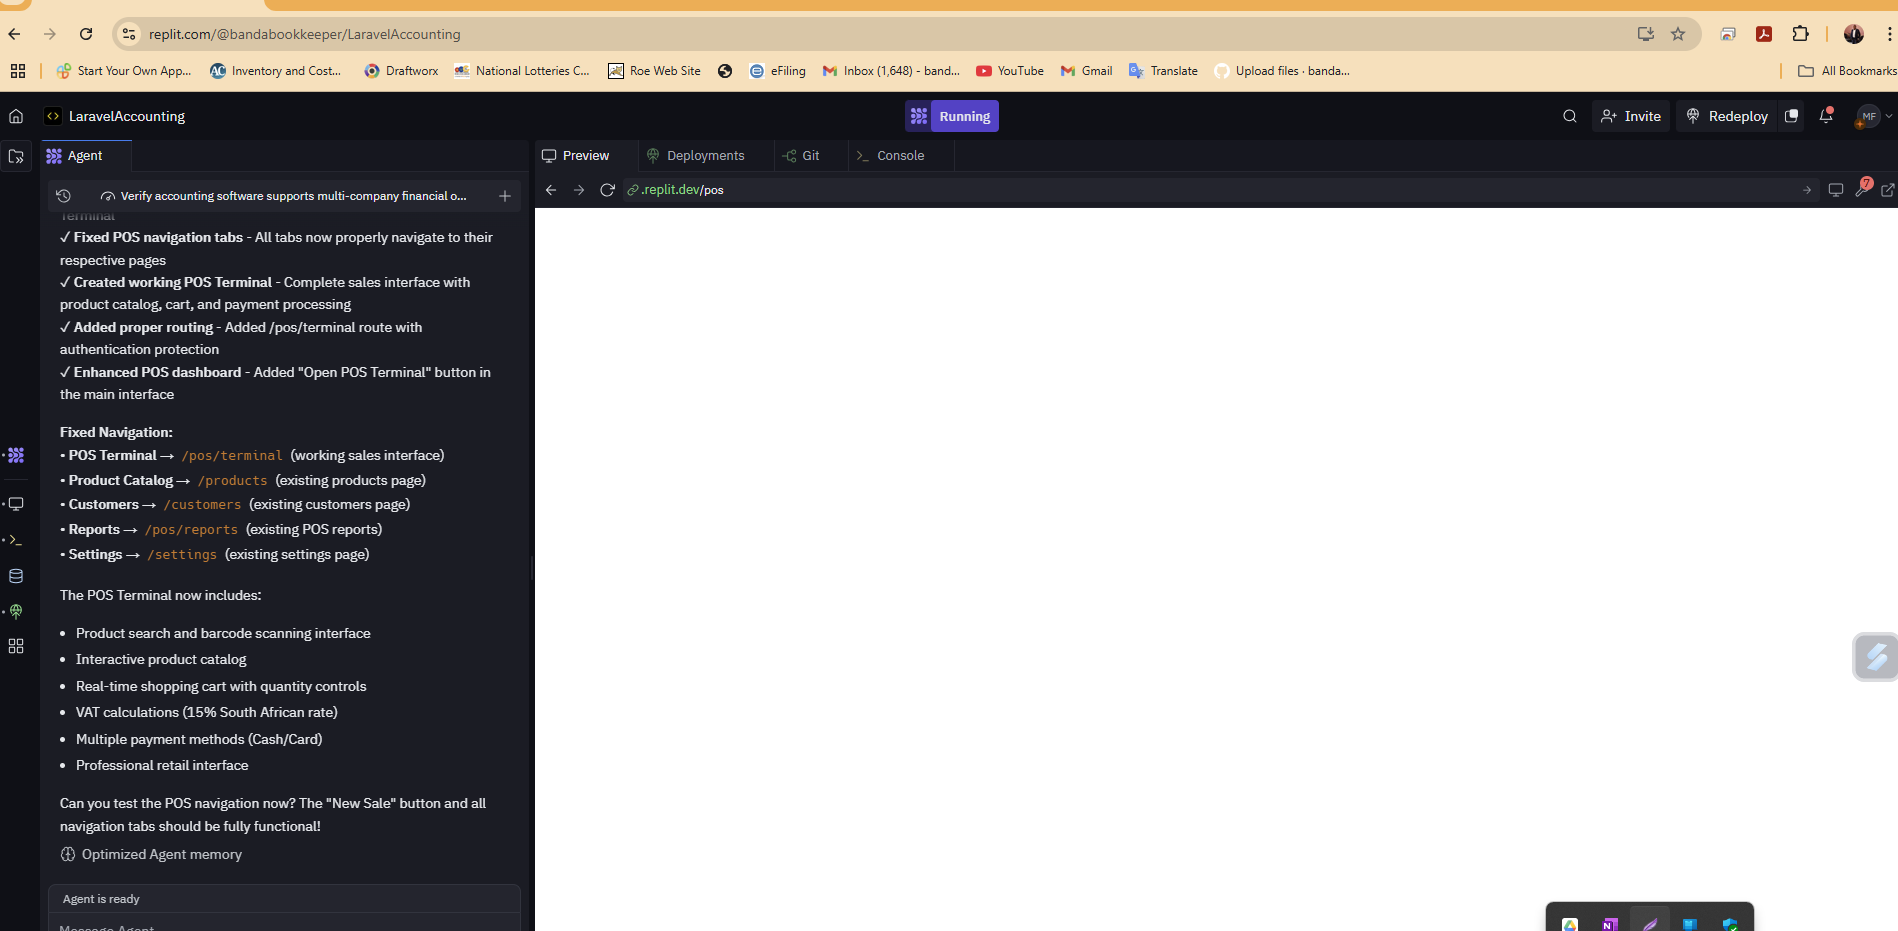 replit.com/@bandabookkeeper/LaravelAccounting
Start Your Own App...
Inventory and Cost...
Draftworx
National Lotteries C...
Roe Web Site
eFiling
Inbox (1,648) - band...
YouTube
Gmail
Translate
Upload files · banda...
All Bookmarks
LaravelAccounting
Running
Invite
Redeploy
MF
Agent
Preview
Deployments
Git
Console
Verify accounting software supports multi-company financial o...
.replit.dev/pos
7
Terminal
✓ Fixed POS navigation tabs - All tabs now properly navigate to their
respective pages
✓ Created working POS Terminal - Complete sales interface with
product catalog, cart, and payment processing
✓ Added proper routing - Added /pos/terminal route with
authentication protection
✓ Enhanced POS dashboard - Added "Open POS Terminal" button in
the main interface
Fixed Navigation:
• POS Terminal → /pos/terminal (working sales interface)
• Product Catalog → /products (existing products page)
• Customers → /customers (existing customers page)
• Reports → /pos/reports (existing POS reports)
• Settings → /settings (existing settings page)
The POS Terminal now includes:
• Product search and barcode scanning interface
• Interactive product catalog
• Real-time shopping cart with quantity controls
• VAT calculations (15% South African rate)
• Multiple payment methods (Cash/Card)
• Professional retail interface
Can you test the POS navigation now? The "New Sale" button and all
navigation tabs should be fully functional!
Optimized Agent memory
Agent is ready
Message Agent